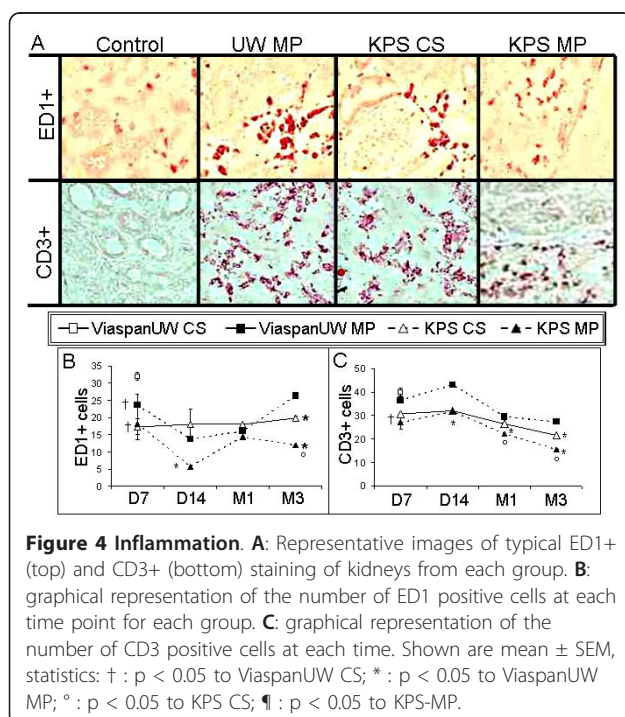 A Control UW MP KPS CS KPS MP
ED1+
CD3+
ViaspanUW CS ViaspanUW MP KPS CS KPS MP
B
ED1+ cells
35
30
25
20
15
10
5
0
† † * * * °
D7 D14 M1 M3
C
CD3+ cells
50
40
30
20
10
0
† * * ° * * °
D7 D14 M1 M3
Figure 4 Inflammation. A: Representative images of typical ED1+
(top) and CD3+ (bottom) staining of kidneys from each group. B:
graphical representation of the number of ED1 positive cells at each
time point for each group. C: graphical representation of the
number of CD3 positive cells at each time. Shown are mean ± SEM,
statistics: † : p < 0.05 to ViaspanUW CS; * : p < 0.05 to ViaspanUW
MP; ° : p < 0.05 to KPS CS; ¶ : p < 0.05 to KPS-MP.